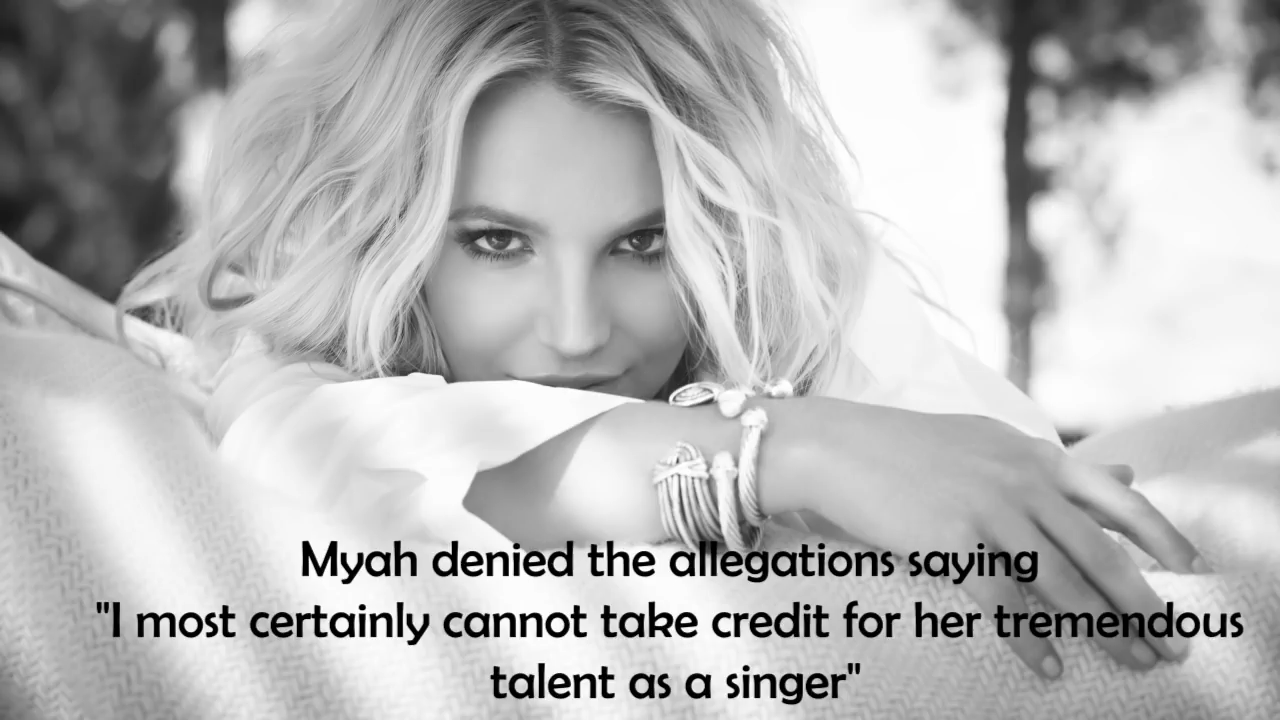 Myah denied the allegations saying
"I most certainly cannot take credit for her tremendous
talent as a singer"